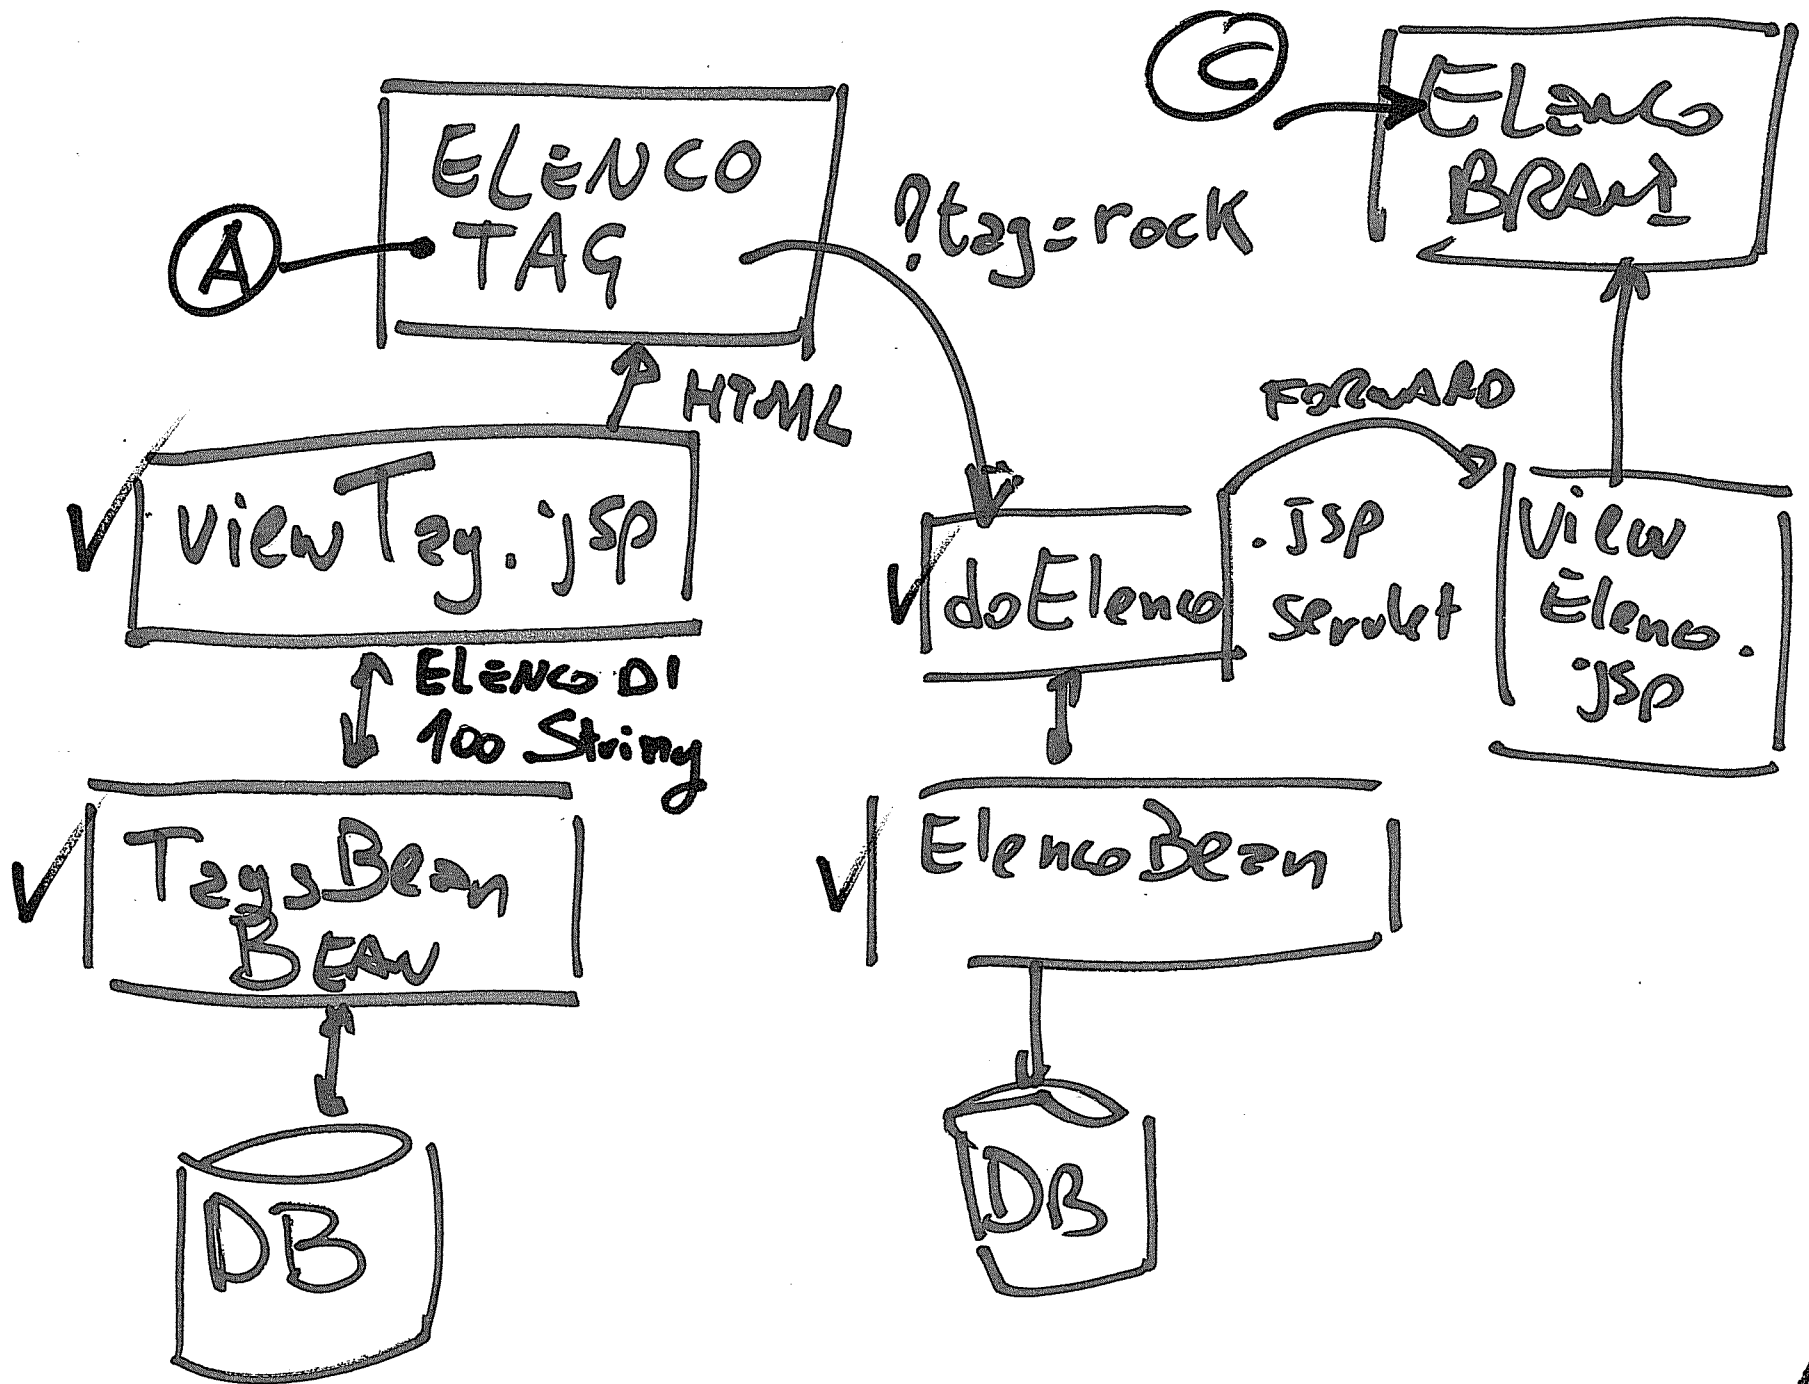 C
ELENCO
BRANI
A
ELENCO
TAG
?tag=rock
HTML
FORWARD
viewTag.jsp
doElenco
.jsp
servlet
view
Elenco.
jsp
ELENCO DI
100 String
TagsBean
BEAN
ElencoBean
DB
DB